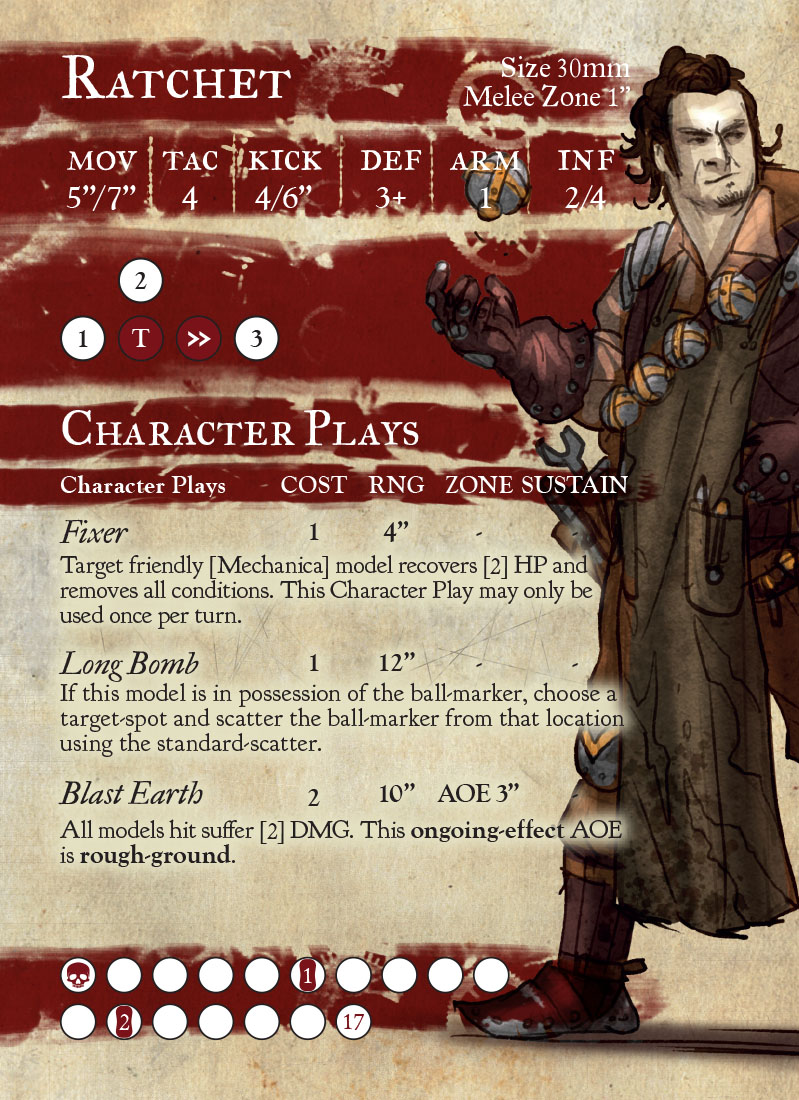 Ratchet
Size 30mm
Melee Zone 1”
MOV TAC KICK DEF ARM INF
5”/7” 4 4/6” 3+ 1 2/4
2
1 T >> 3
Character Plays
Character Plays COST RNG ZONE SUSTAIN
Fixer 1 4” - -
Target friendly [Mechanica] model recovers [2] HP and
removes all conditions. This Character Play may only be
used once per turn.
Long Bomb 1 12” - -
If this model is in possession of the ball-marker, choose a
target-spot and scatter the ball-marker from that location
using the standard-scatter.
Blast Earth 2 10” AOE 3” -
All models hit suffer [2] DMG. This ongoing-effect AOE
is rough-ground.
1
2 17